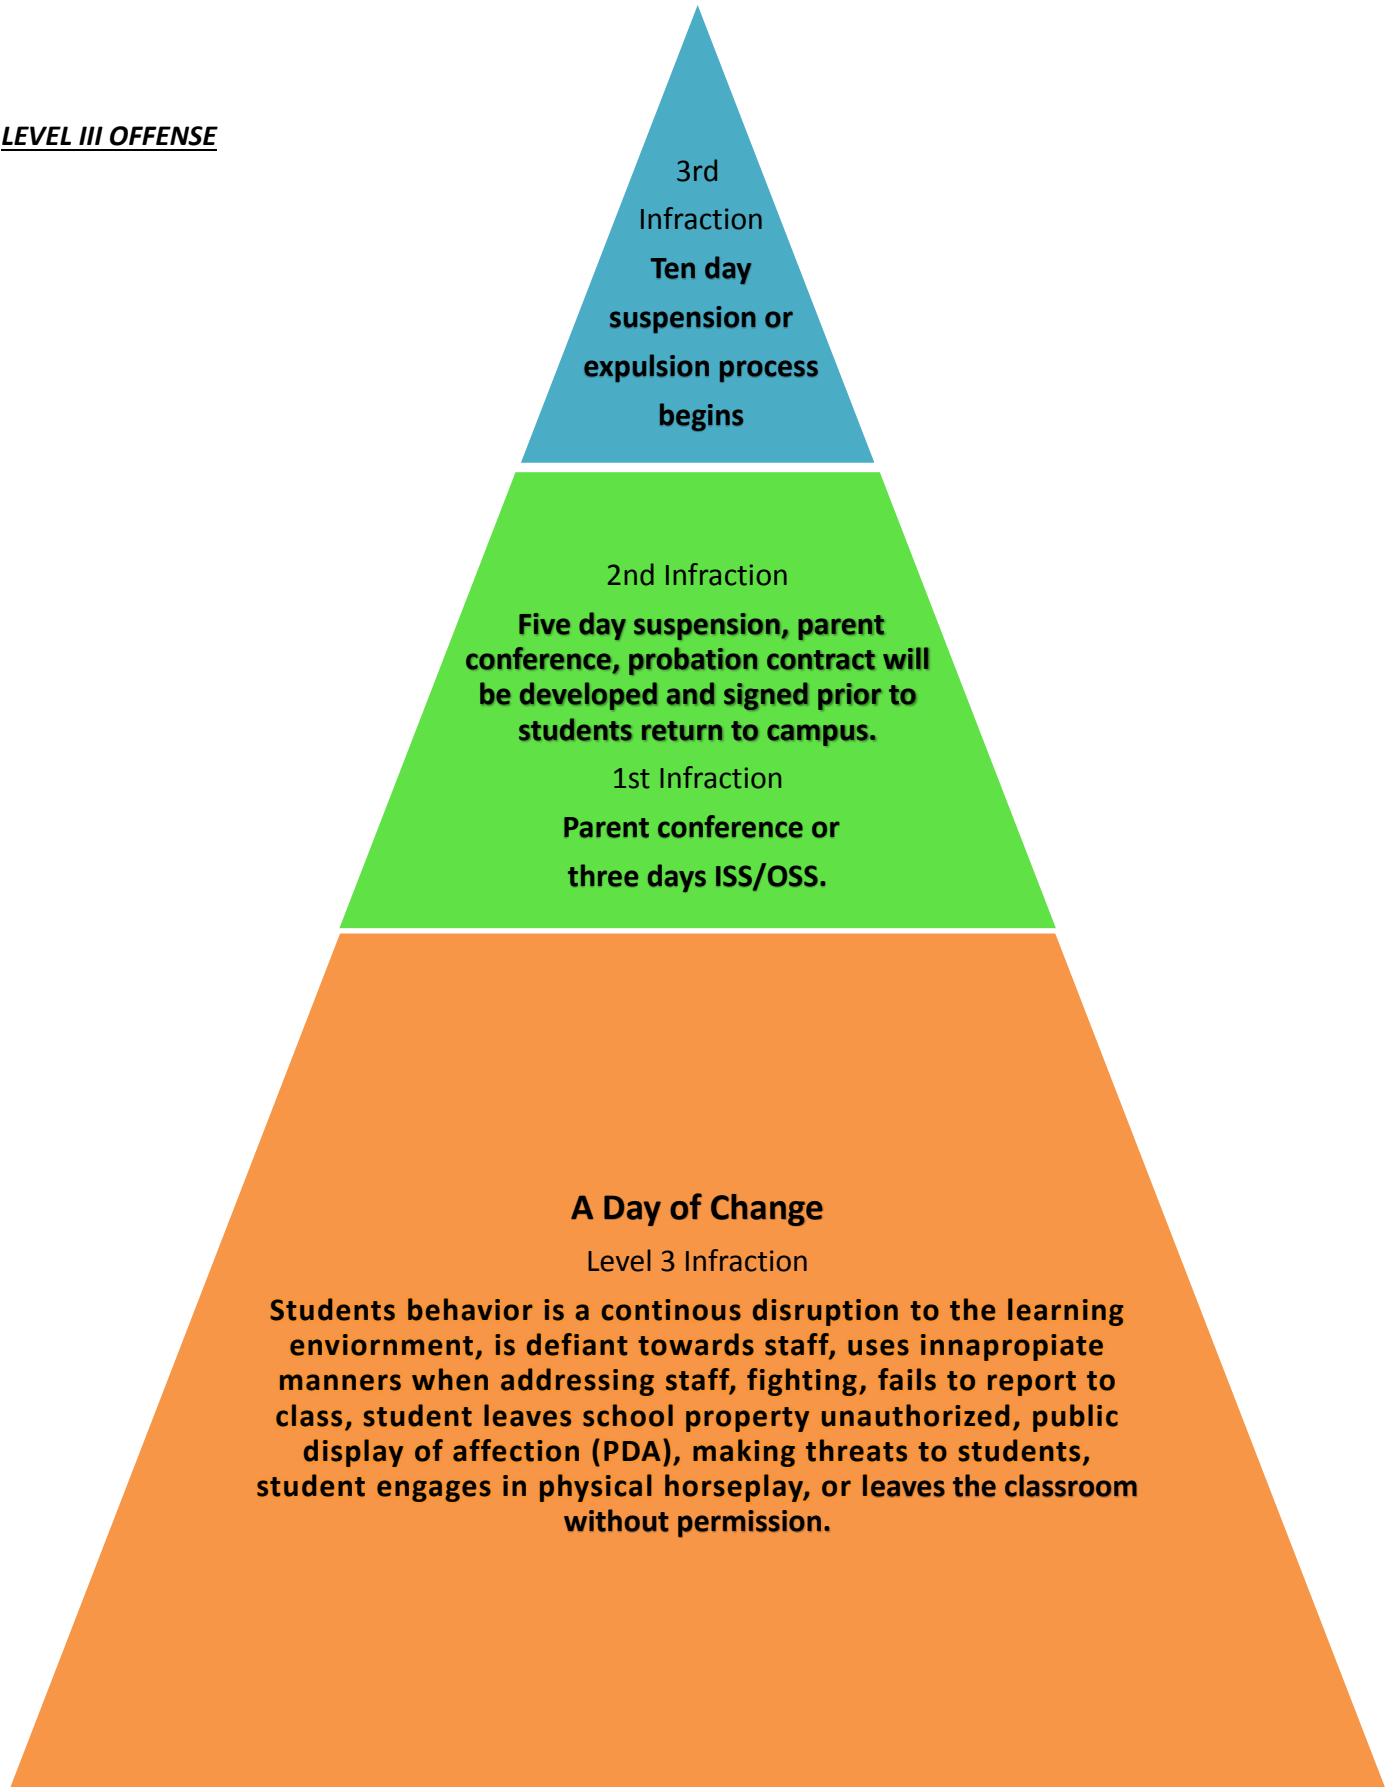 LEVEL III OFFENSE
3rd
Infraction
Ten day
suspension or
expulsion process
begins
2nd Infraction
Five day suspension, parent
conference, probation contract will
be developed and signed prior to
students return to campus.
1st Infraction
Parent conference or
three days ISS/OSS.
A Day of Change
Level 3 Infraction
Students behavior is a continous disruption to the learning
enviornment, is defiant towards staff, uses innapropiate
manners when addressing staff, fighting, fails to report to
class, student leaves school property unauthorized, public
display of affection (PDA), making threats to students,
student engages in physical horseplay, or leaves the classroom
without permission.